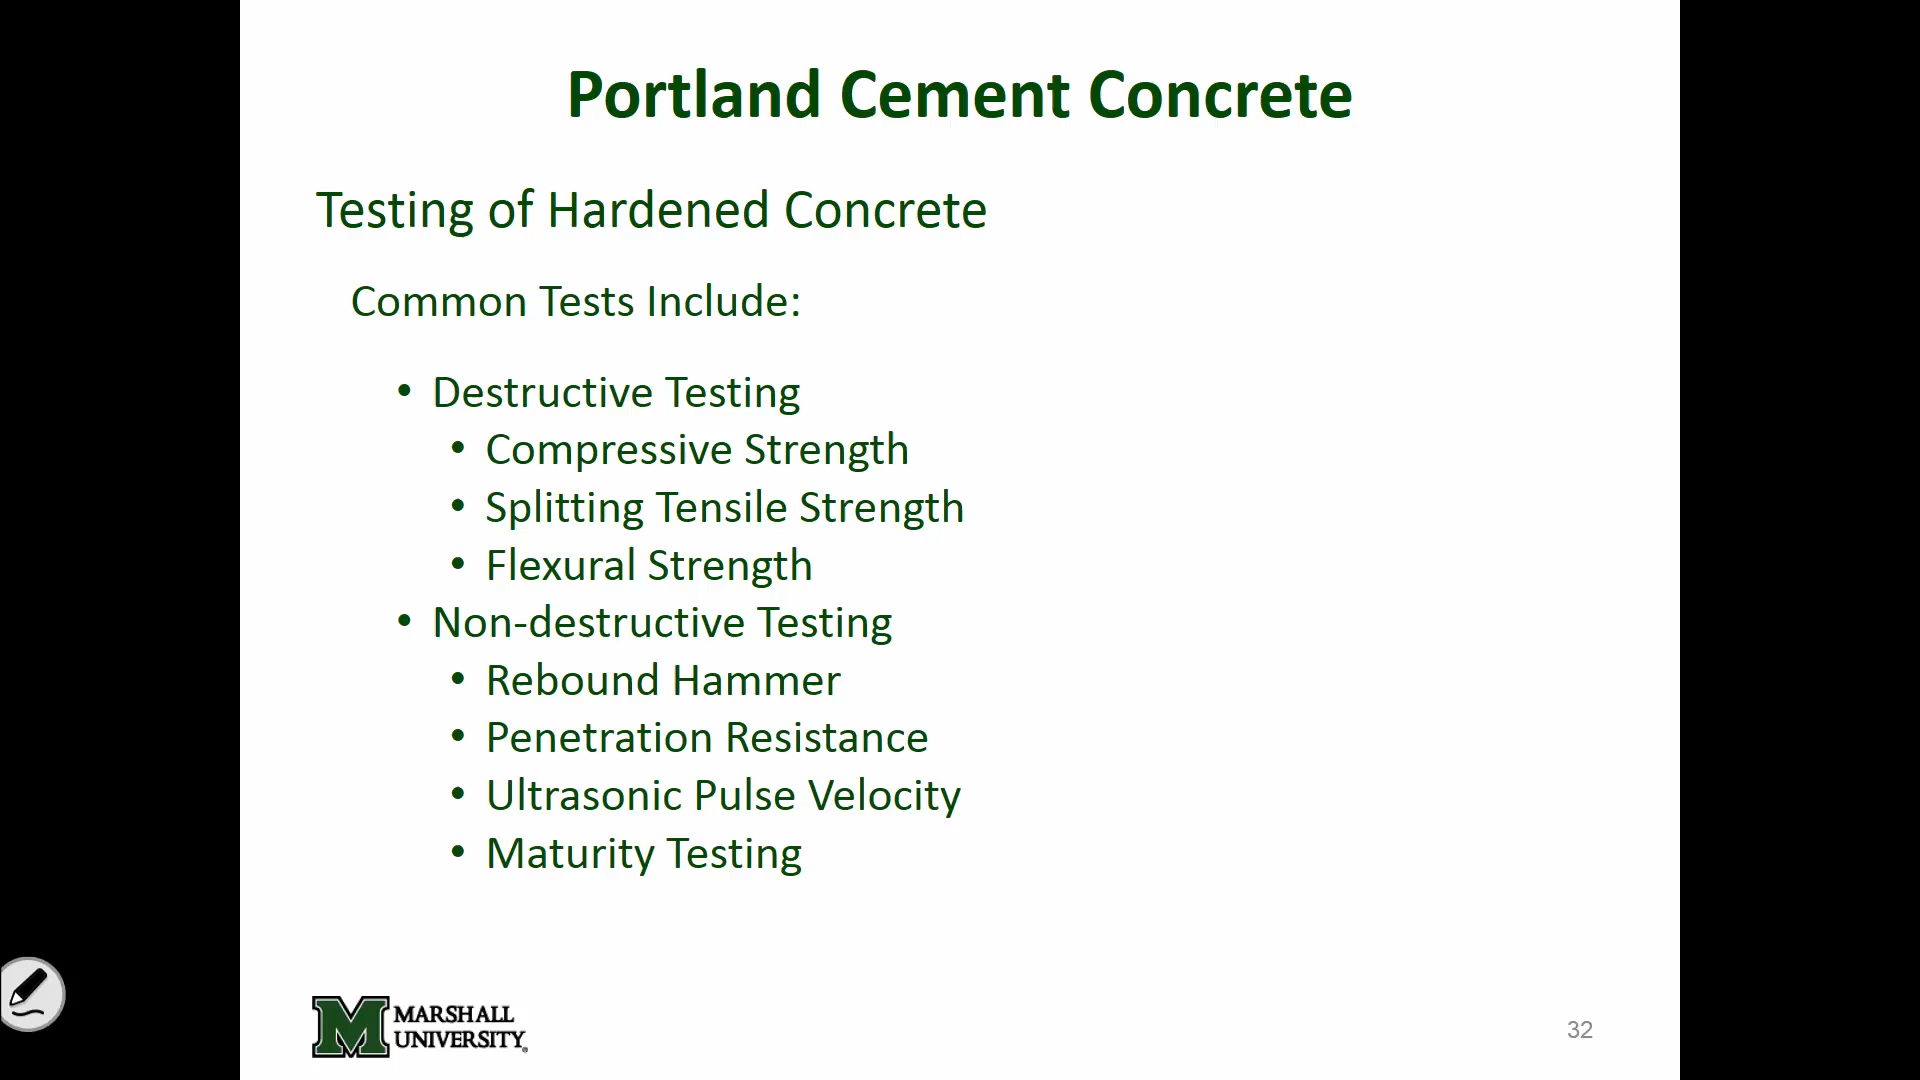 Portland Cement Concrete
Testing of Hardened Concrete
Common Tests Include:
• Destructive Testing
• Compressive Strength
• Splitting Tensile Strength
• Flexural Strength
• Non-destructive Testing
• Rebound Hammer
• Penetration Resistance
• Ultrasonic Pulse Velocity
• Maturity Testing
M
MARSHALL
UNIVERSITY®
32